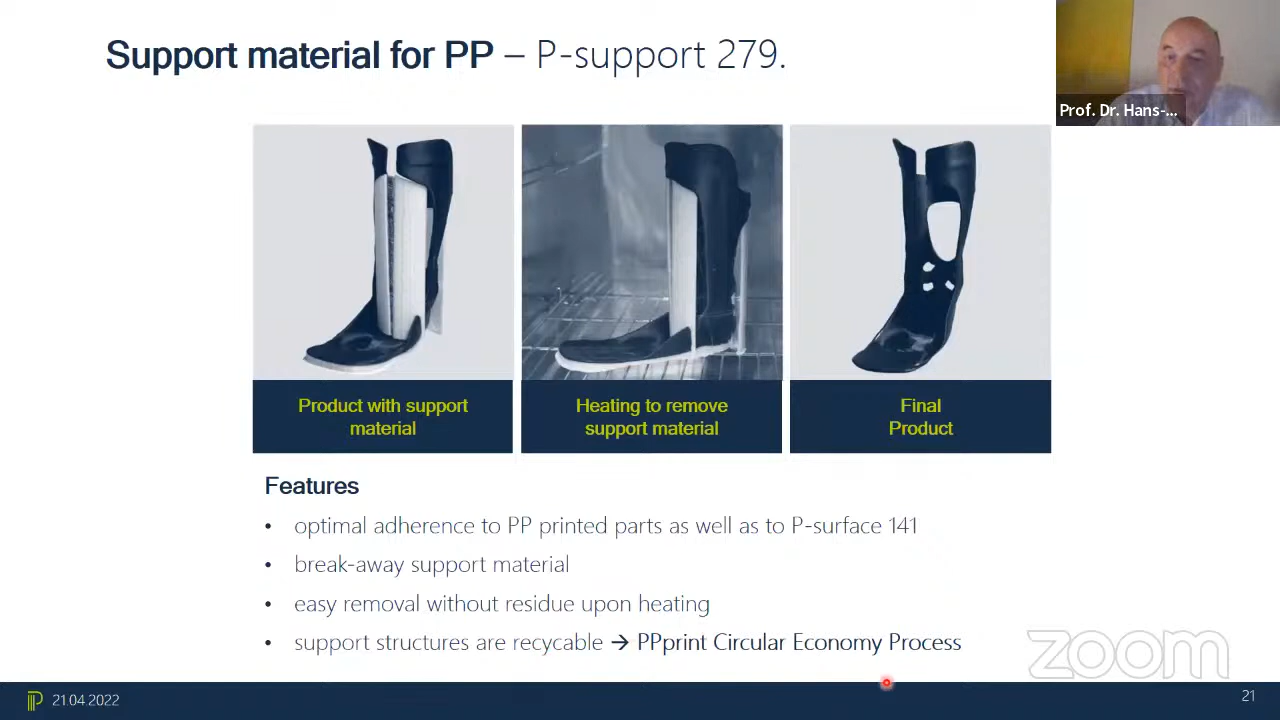 Support material for PP – P-support 279.
Prof. Dr. Hans-...
Product with support
material
Heating to remove
support material
Final
Product
Features
• optimal adherence to PP printed parts as well as to P-surface 141
• break-away support material
• easy removal without residue upon heating
• support structures are recycable → PPprint Circular Economy Process
zoom
21.04.2022
21